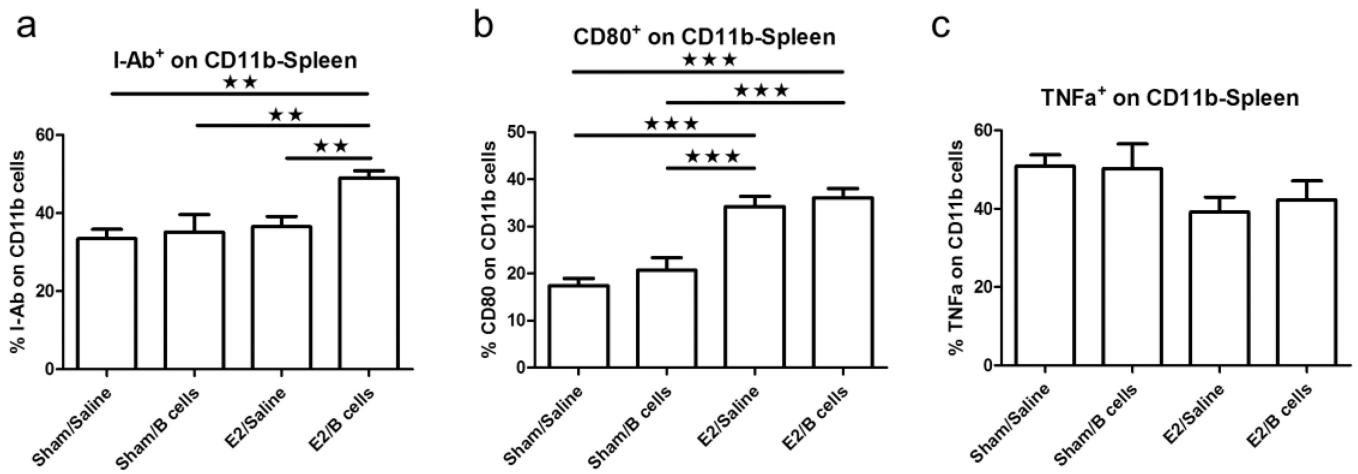 a
I-Ab+ on CD11b-Spleen
★★
★★
★★
% I-Ab on CD11b cells
60
40
20
0
Sham/Saline
Sham/B cells
E2/Saline
E2/B cells
b
CD80+ on CD11b-Spleen
★★★
★★★
★★★
★★★
% CD80 on CD11b cells
50
40
30
20
10
0
Sham/Saline
Sham/B cells
E2/Saline
E2/B cells
c
TNFa+ on CD11b-Spleen
% TNFa on CD11b cells
60
40
20
0
Sham/Saline
Sham/B cells
E2/Saline
E2/B cells